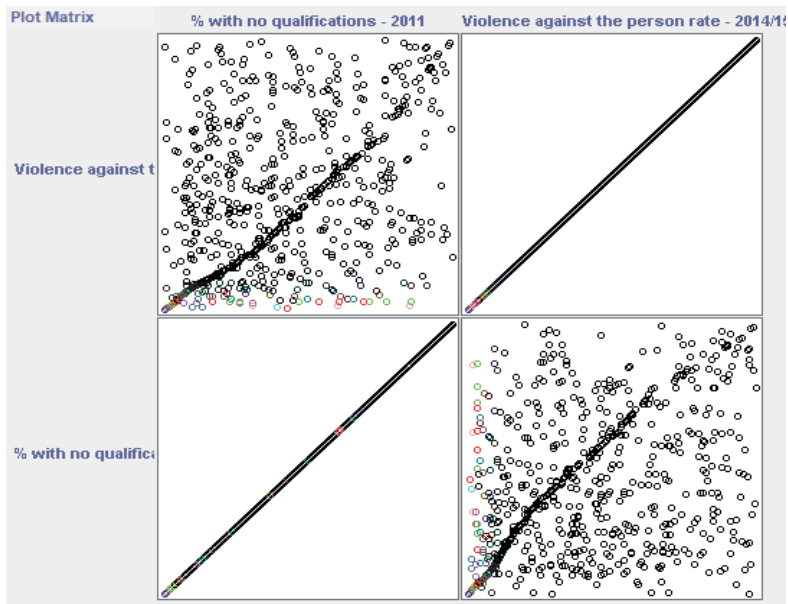 Plot Matrix
% with no qualifications - 2011
Violence against the person rate - 2014/15
Violence against t
% with no qualifica